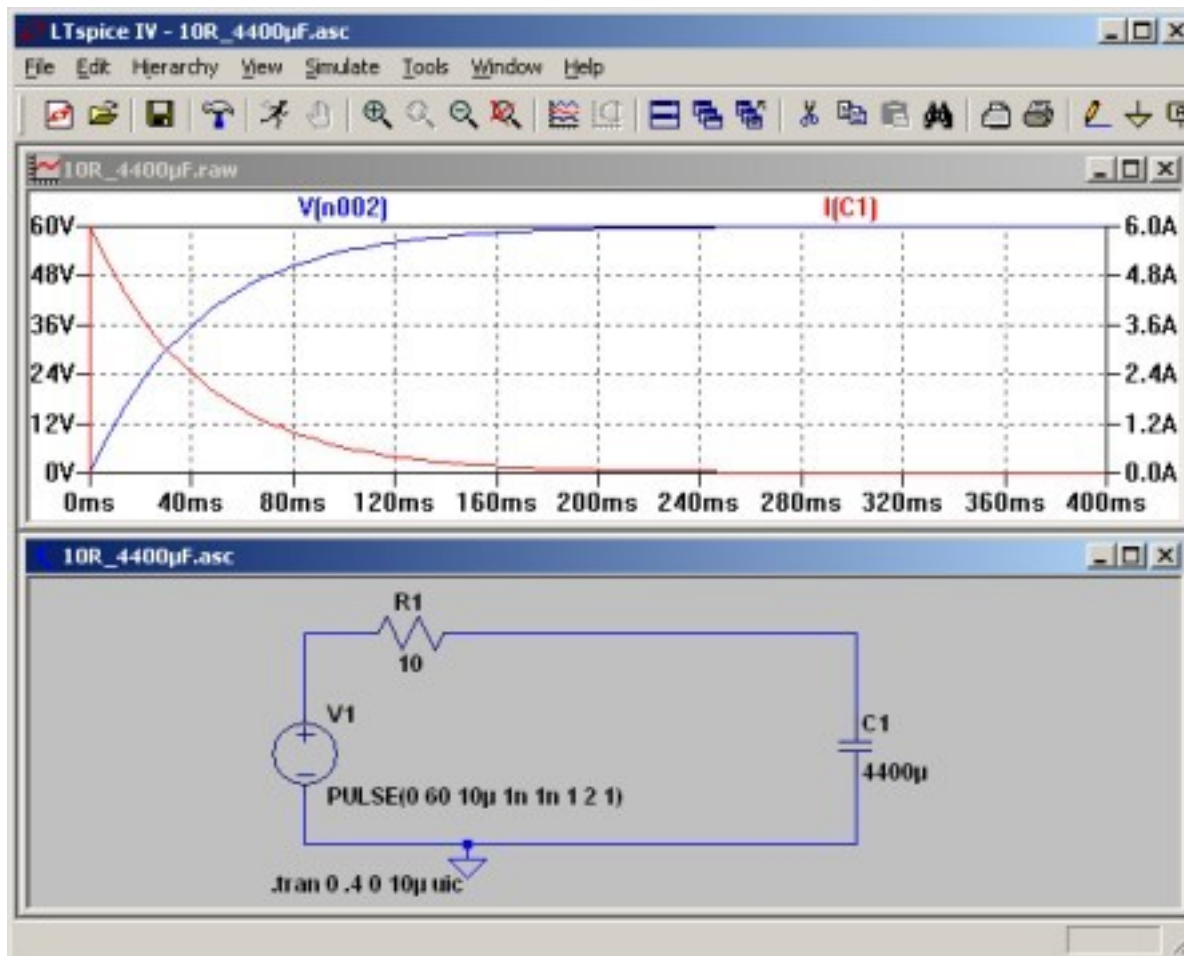 LTspice IV - 10R_4400µF.asc
File Edit Hierarchy View Simulate Tools Window Help
10R_4400µF.raw
V(n002) I(C1)
60V 6.0A
48V 4.8A
36V 3.6A
24V 2.4A
12V 1.2A
0V 0.0A
0ms 40ms 80ms 120ms 160ms 200ms 240ms 280ms 320ms 360ms 400ms
10R_4400µF.asc
R1
10
V1
C1
4400µ
PULSE(0 60 10µ 1n 1n 1 2 1)
.tran 0 .4 0 10µ uic